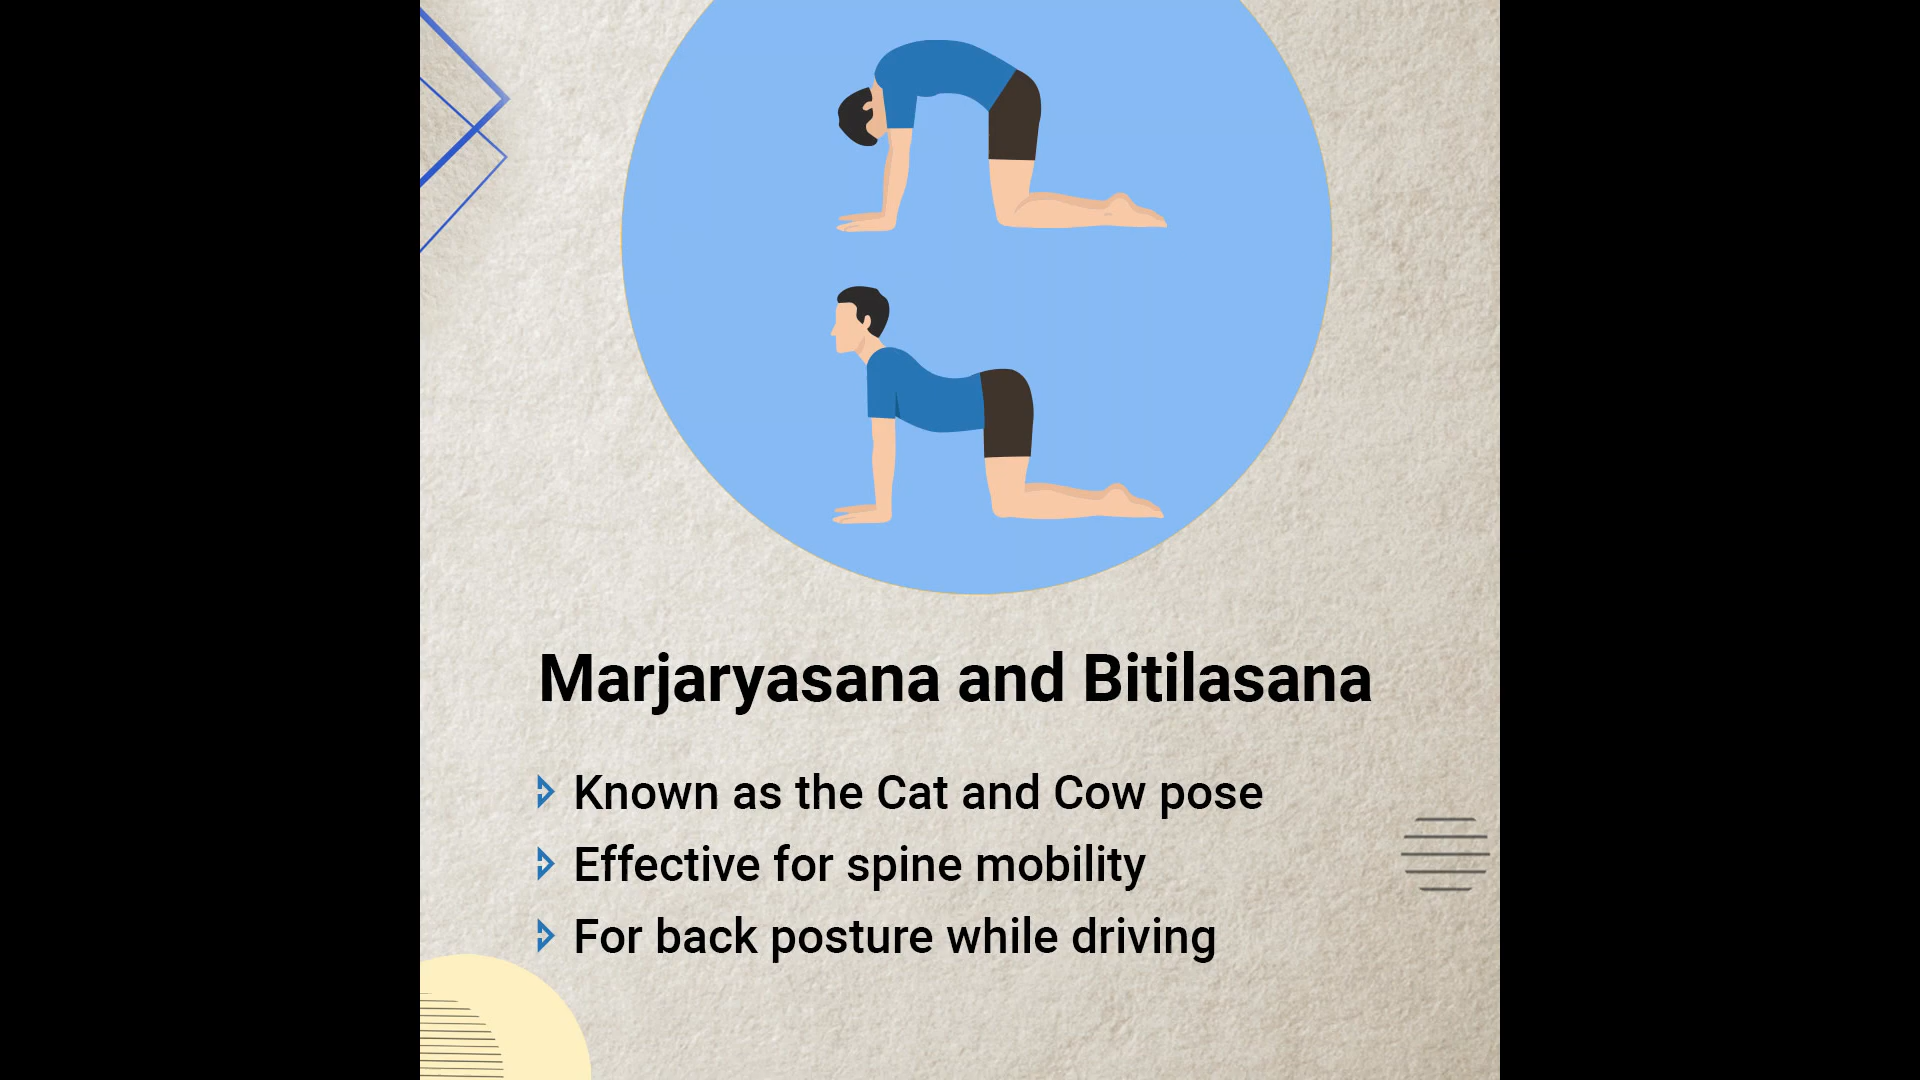 Marjaryasana and Bitilasana
Known as the Cat and Cow pose
Effective for spine mobility
For back posture while driving